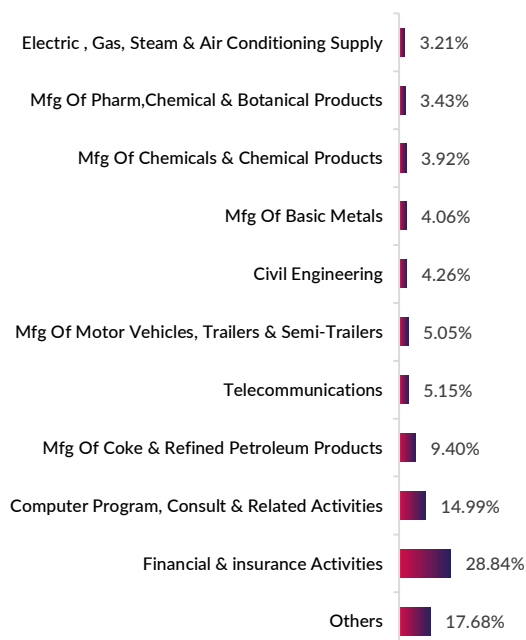 Electric , Gas, Steam & Air Conditioning Supply 3.21%
Mfg Of Pharm,Chemical & Botanical Products 3.43%
Mfg Of Chemicals & Chemical Products 3.92%
Mfg Of Basic Metals 4.06%
Civil Engineering 4.26%
Mfg Of Motor Vehicles, Trailers & Semi-Trailers 5.05%
Telecommunications 5.15%
Mfg Of Coke & Refined Petroleum Products 9.40%
Computer Program, Consult & Related Activities 14.99%
Financial & insurance Activities 28.84%
Others 17.68%